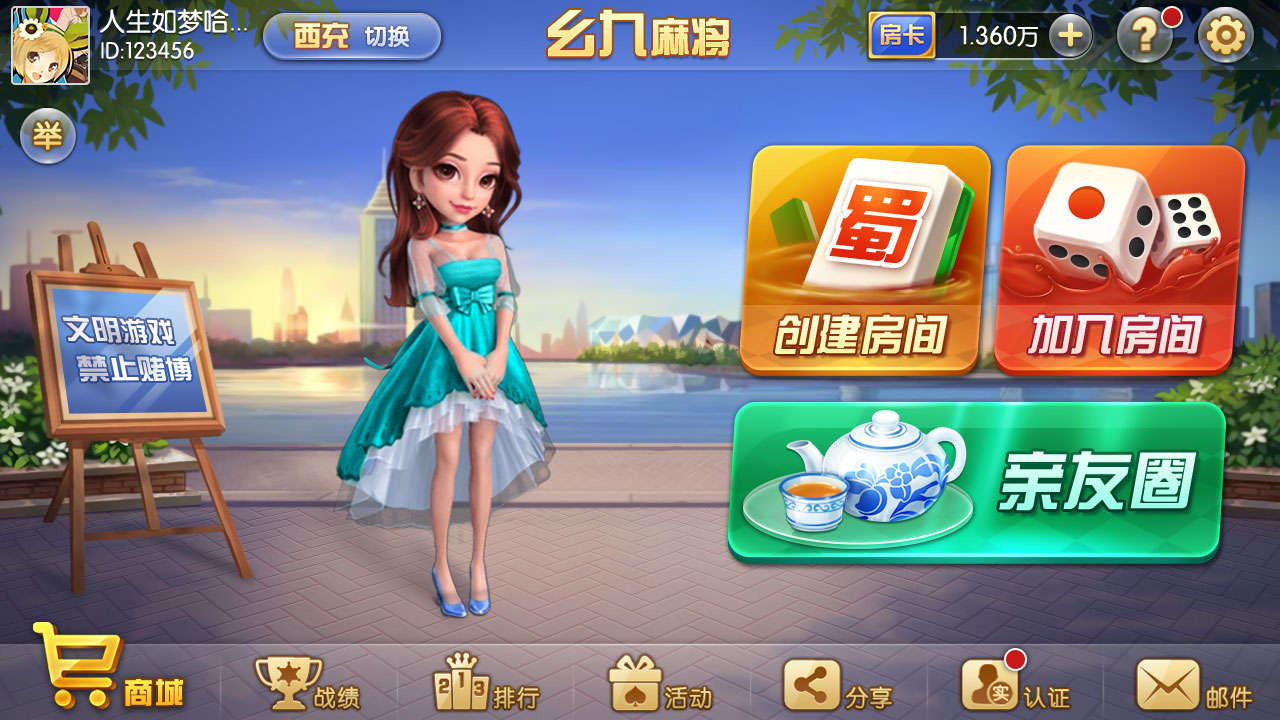 人生如梦哈...
ID:123456
西充 切换
幺九麻将
房卡
1.360万
+
?
举
文明游戏
禁止赌博
蜀
创建房间
加入房间
亲友圈
商城
战绩
2 1 3
排行
活动
分享
实
认证
邮件